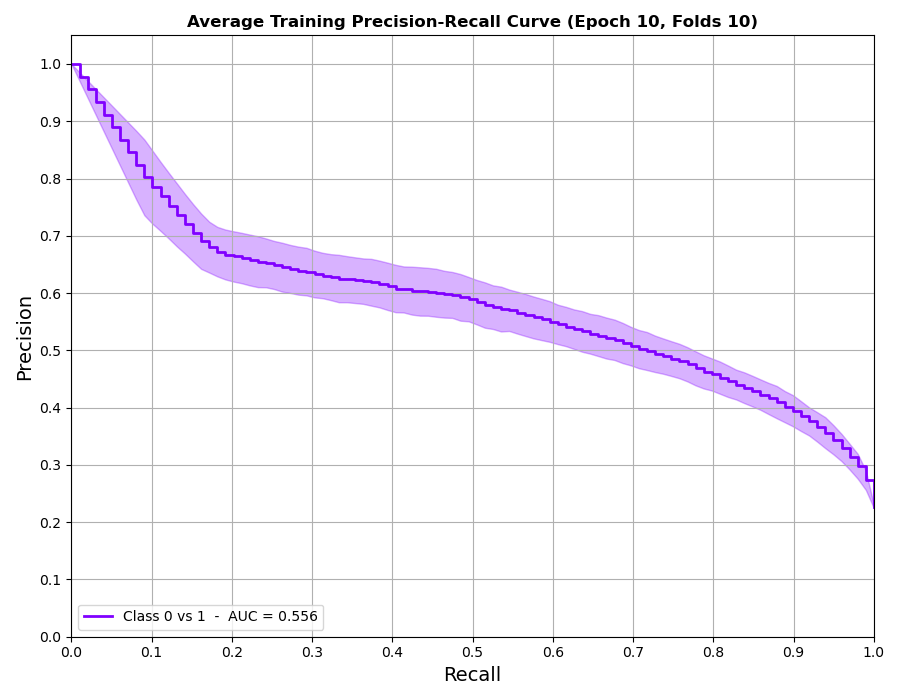 Average Training Precision-Recall Curve (Epoch 10, Folds 10)
Precision
1.0
0.9
0.8
0.7
0.6
0.5
0.4
0.3
0.2
0.1
0.0
Class 0 vs 1  -  AUC = 0.556
0.0 0.1 0.2 0.3 0.4 0.5 0.6 0.7 0.8 0.9 1.0
Recall